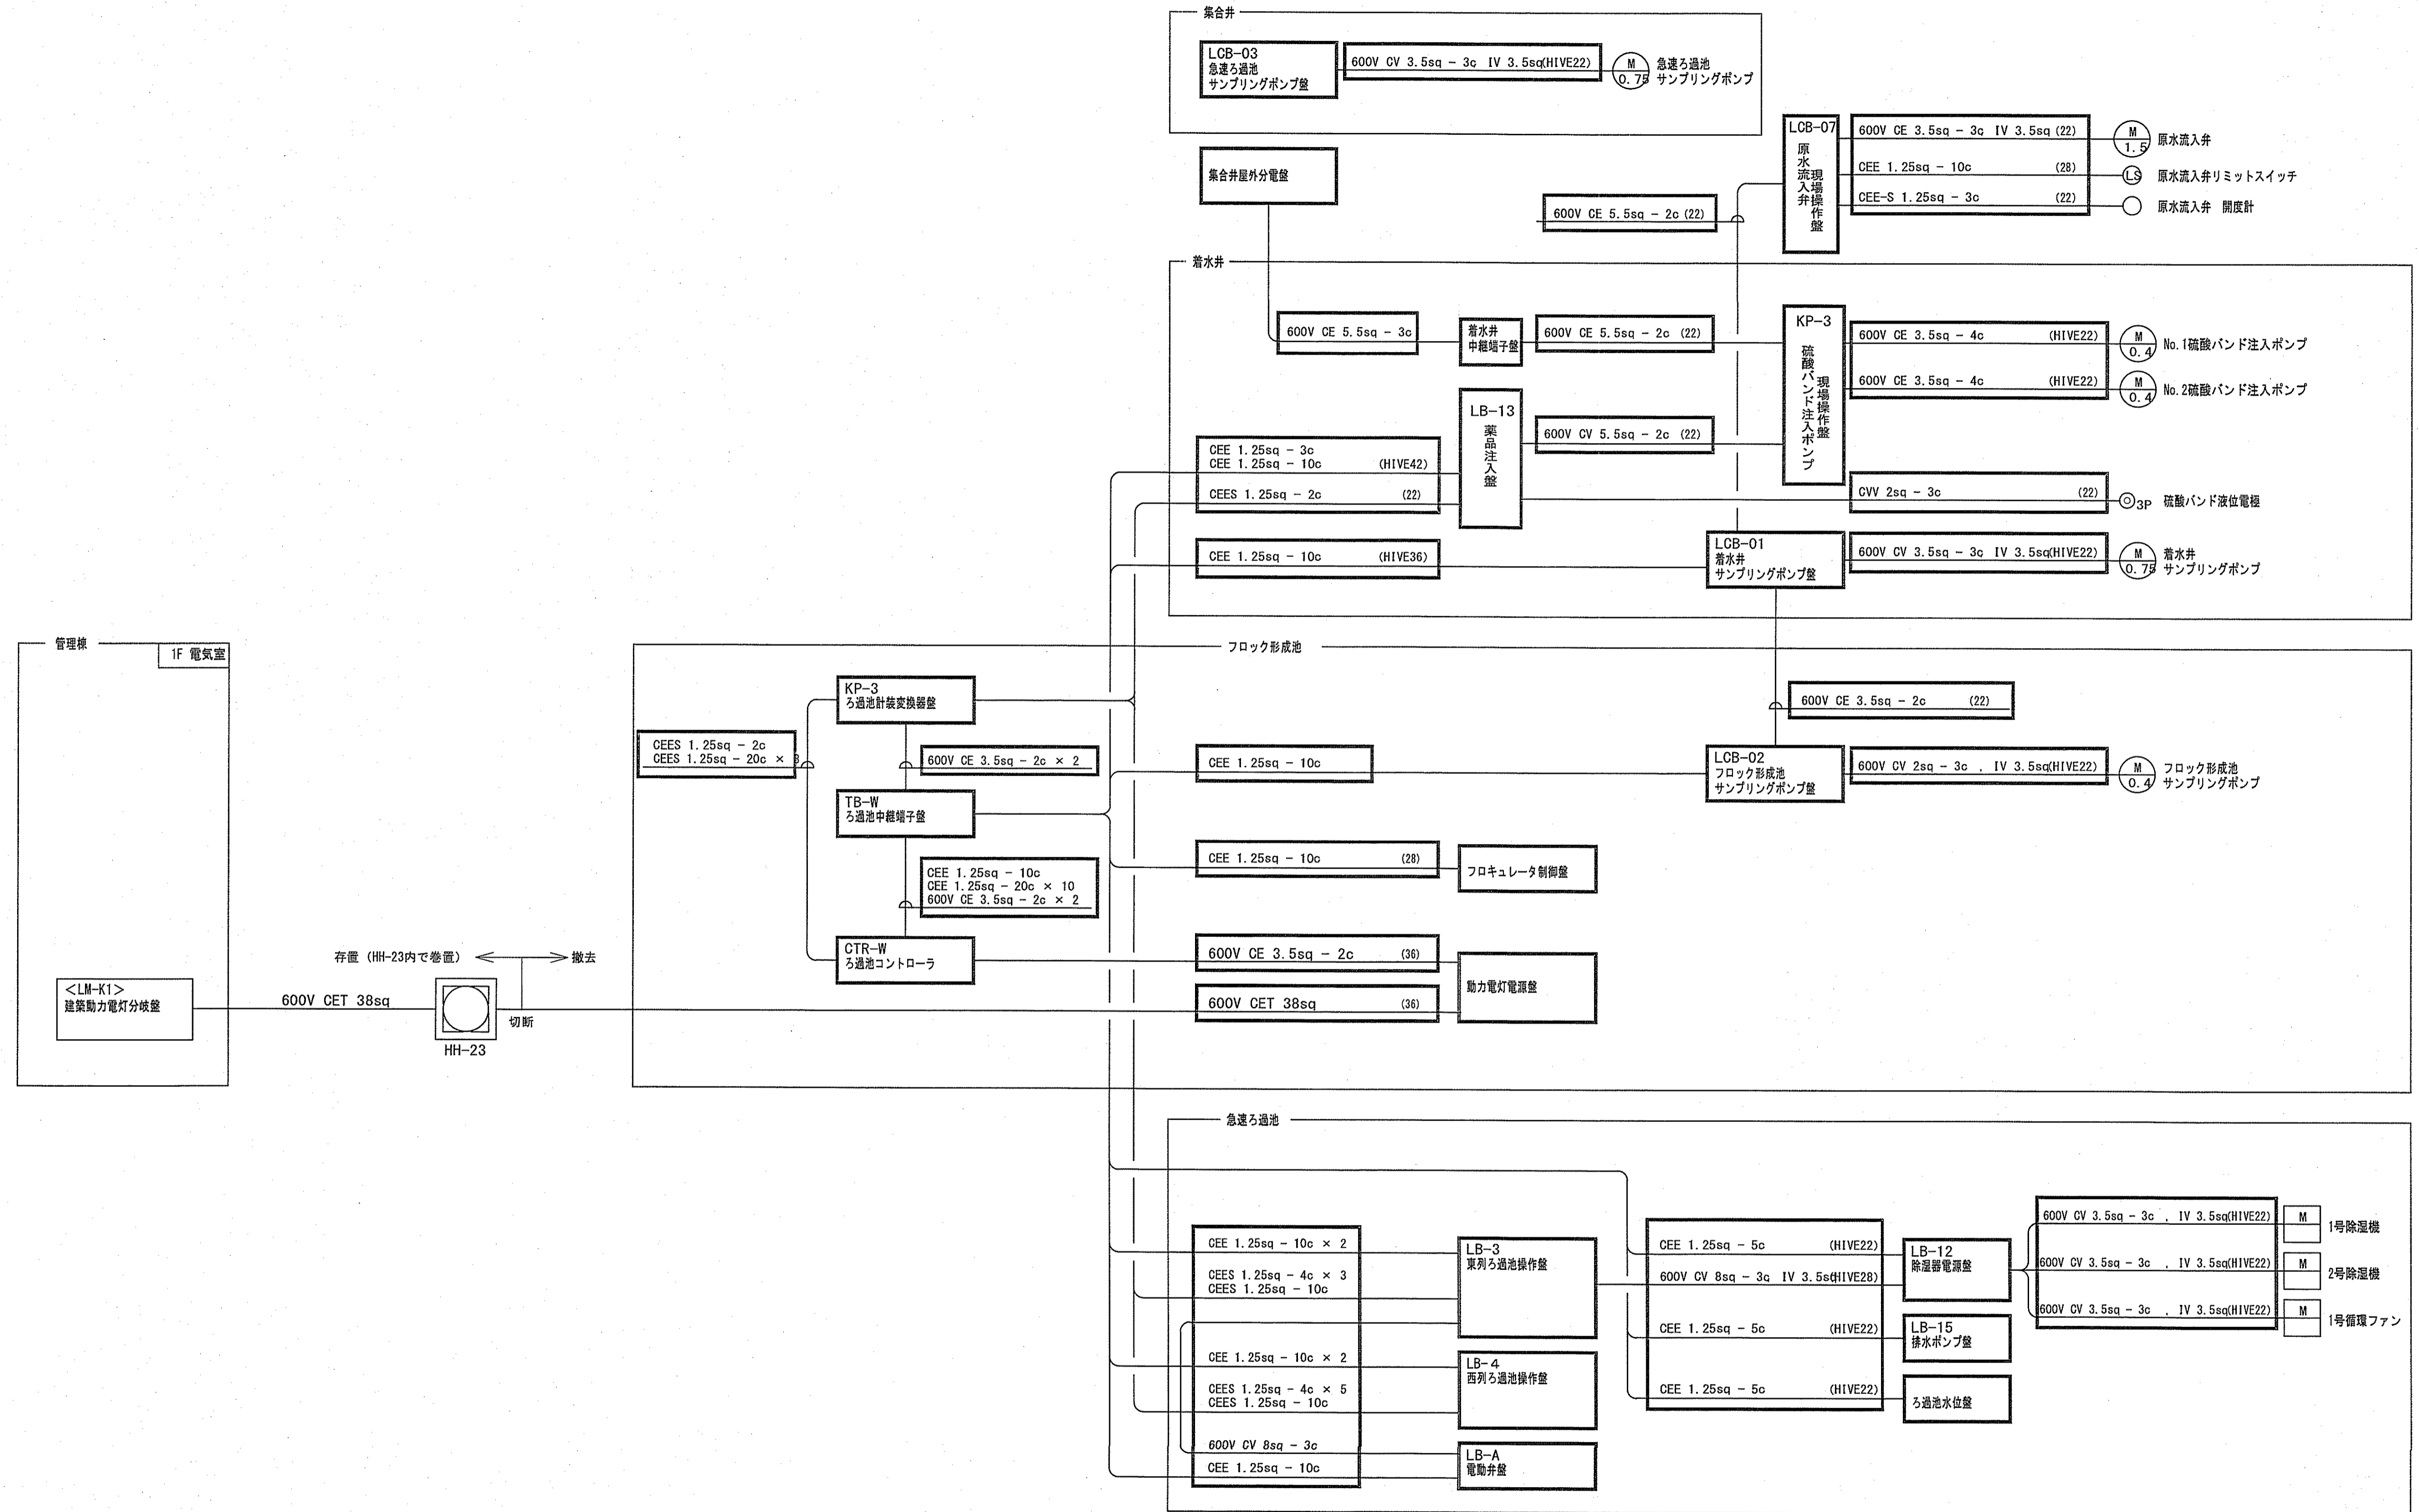 集合井
LCB-03
急速ろ過池
サンプリングポンプ盤
600V CV 3.5sq - 3c IV 3.5sq(HIVE22)
M
0.75
急速ろ過池
サンプリングポンプ
集合井屋外分電盤
LCB-07
原水流入弁
現場操作盤
600V CE 3.5sq - 3c IV 3.5sq (22)
M
1.5
原水流入弁
CEE 1.25sq - 10c (28)
LS
原水流入弁リミットスイッチ
CEE-S 1.25sq - 3c (22)
原水流入弁 開度計
600V CE 5.5sq - 2c (22)
着水井
600V CE 5.5sq - 3c
着水井
中継端子盤
600V CE 5.5sq - 2c (22)
KP-3
硫酸バンド注入ポンプ
現場操作盤
600V CE 3.5sq - 4c (HIVE22)
M
0.4
No.1硫酸バンド注入ポンプ
600V CE 3.5sq - 4c (HIVE22)
M
0.4
No.2硫酸バンド注入ポンプ
LB-13
薬品注入盤
600V CV 5.5sq - 2c (22)
CEE 1.25sq - 3c
CEE 1.25sq - 10c (HIVE42)
CEES 1.25sq - 2c (22)
CVV 2sq - 3c (22)
3P
硫酸バンド液位電極
CEE 1.25sq - 10c (HIVE36)
LCB-01
着水井
サンプリングポンプ盤
600V CV 3.5sq - 3c IV 3.5sq(HIVE22)
M
0.75
着水井
サンプリングポンプ
管理棟
1F 電気室
<LM-K1>
建築動力電灯分岐盤
600V CET 38sq
HH-23
存置 (HH-23内で巻置)
撤去
切断
フロック形成池
KP-3
ろ過池計装変換器盤
CEES 1.25sq - 2c
CEES 1.25sq - 20c × 3
600V CE 3.5sq - 2c × 2
TB-W
ろ過池中継端子盤
CEE 1.25sq - 10c
CEE 1.25sq - 20c × 10
600V CE 3.5sq - 2c × 2
CTR-W
ろ過池コントローラ
600V CE 3.5sq - 2c (22)
CEE 1.25sq - 10c
LCB-02
フロック形成池
サンプリングポンプ盤
600V CV 2sq - 3c , IV 3.5sq(HIVE22)
M
0.4
フロック形成池
サンプリングポンプ
CEE 1.25sq - 10c (28)
フロキュレータ制御盤
600V CE 3.5sq - 2c (36)
600V CET 38sq (36)
動力電灯電源盤
急速ろ過池
CEE 1.25sq - 10c × 2
CEES 1.25sq - 4c × 3
CEES 1.25sq - 10c
LB-3
東列ろ過池操作盤
CEE 1.25sq - 10c × 2
CEES 1.25sq - 4c × 5
CEES 1.25sq - 10c
LB-4
西列ろ過池操作盤
600V CV 8sq - 3c
CEE 1.25sq - 10c
LB-A
電動弁盤
CEE 1.25sq - 5c (HIVE22)
600V CV 8sq - 3c IV 3.5sq(HIVE28)
LB-12
除湿器電源盤
CEE 1.25sq - 5c (HIVE22)
LB-15
排水ポンプ盤
CEE 1.25sq - 5c (HIVE22)
ろ過池水位盤
600V CV 3.5sq - 3c , IV 3.5sq(HIVE22)
M
1号除湿機
600V CV 3.5sq - 3c , IV 3.5sq(HIVE22)
M
2号除湿機
600V CV 3.5sq - 3c , IV 3.5sq(HIVE22)
M
1号循環ファン